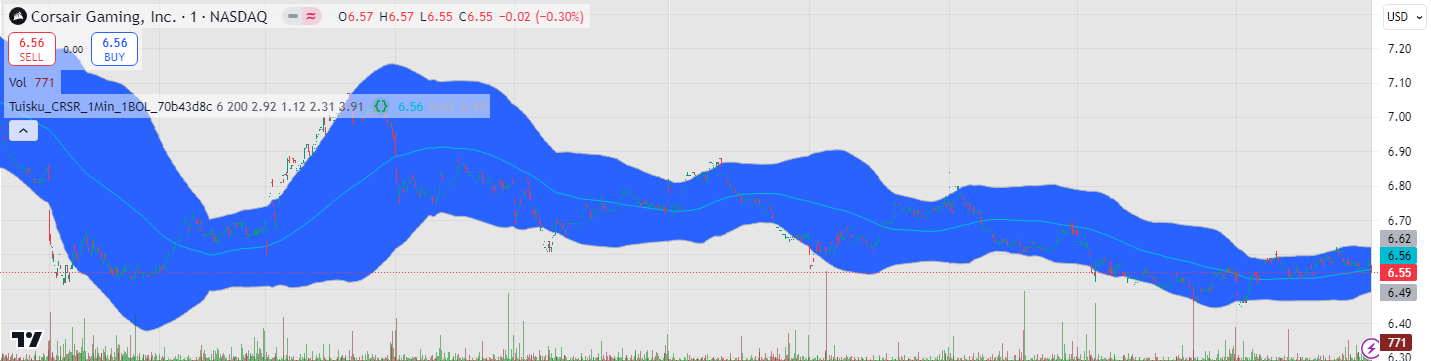 Corsair Gaming, Inc. · 1 · NASDAQ O6.57 H6.57 L6.55 C6.55 −0.02 (−0.30%)
USD
6.56 0.00 6.56
SELL BUY
Vol 771
Tuisku_CRSR_1Min_1BOL_70b43d8c 6 200 2.92 1.12 2.31 3.91 6.56
7.20
7.10
7.00
6.90
6.80
6.70
6.62
6.56
6.55
6.49
6.40
771
6.30